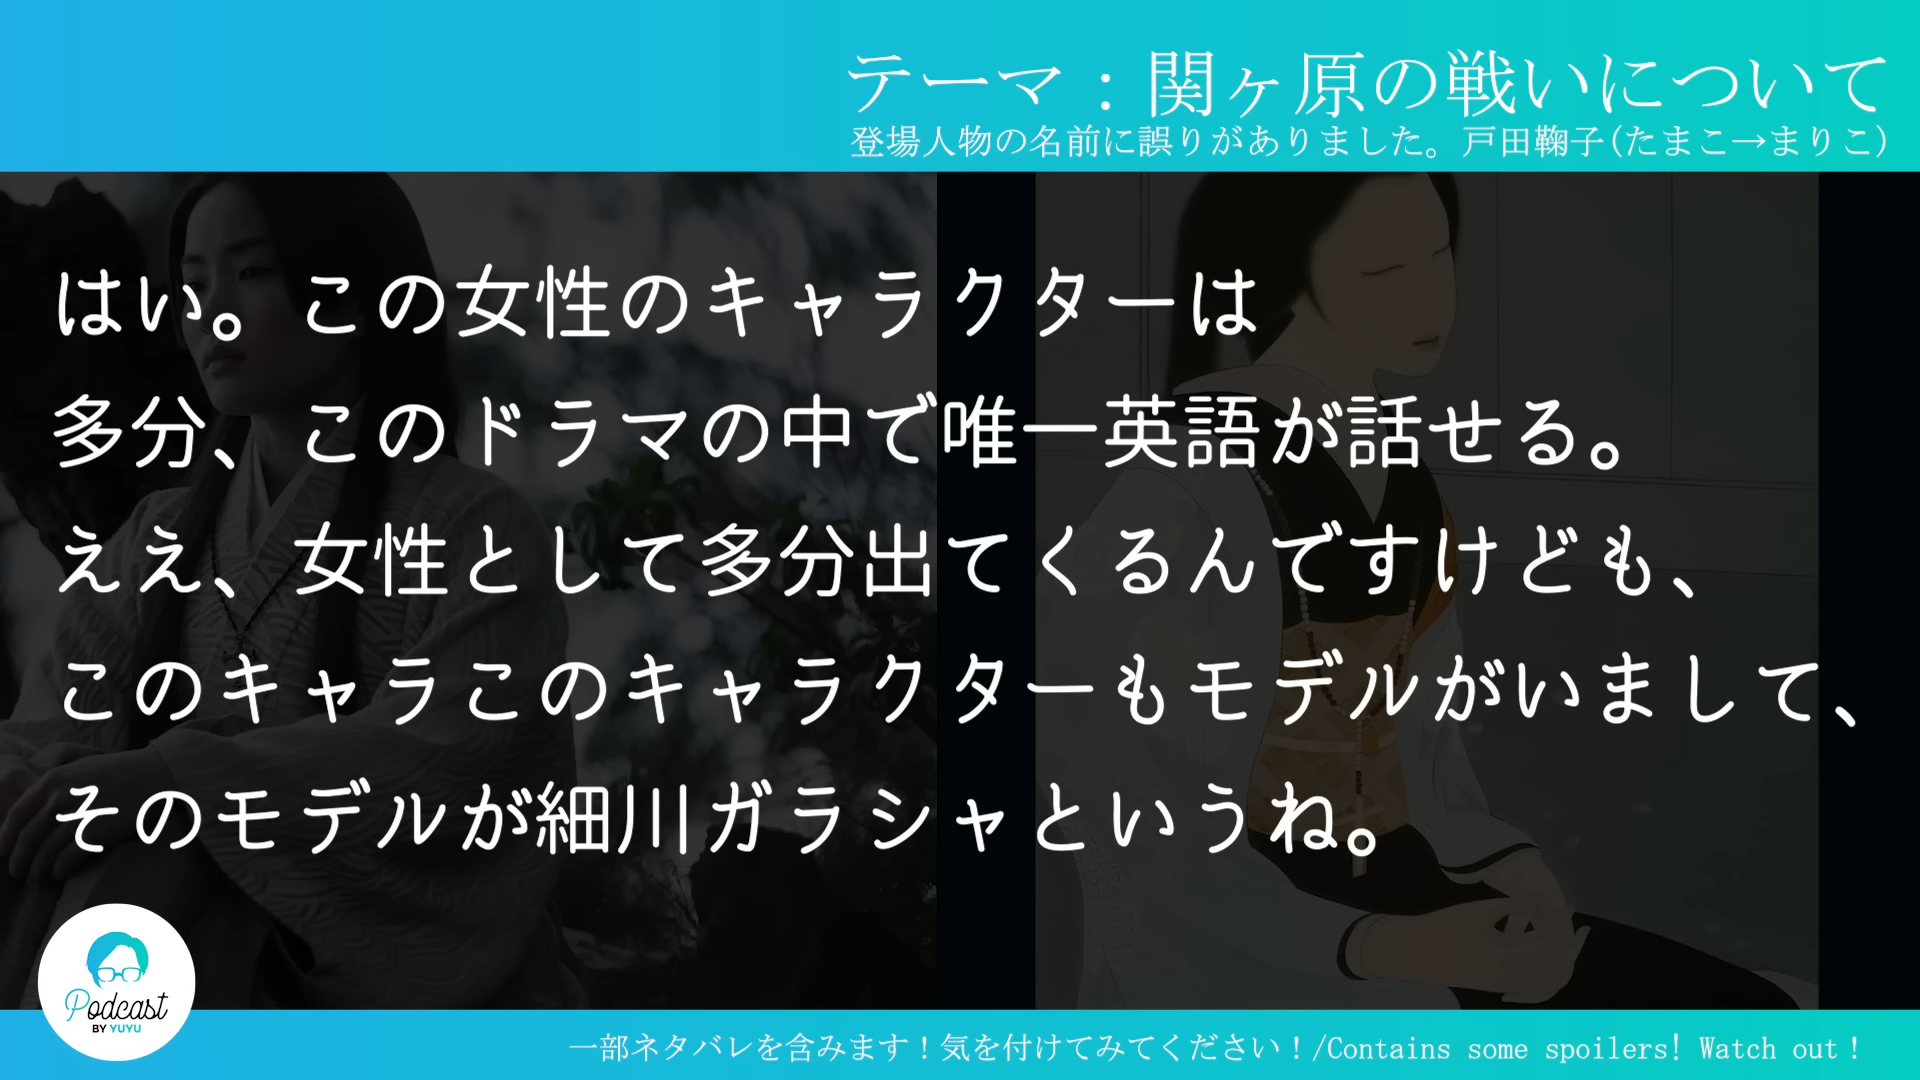 テーマ：関ヶ原の戦いについて
登場人物の名前に誤りがありました。戸田鞠子(たまこ→まりこ)
はい。この女性のキャラクターは
多分、このドラマの中で唯一英語が話せる。
ええ、女性として多分出てくるんですけども、
このキャラこのキャラクターもモデルがいまして、
そのモデルが細川ガラシャというね。
Podcast
BY YUYU
一部ネタバレを含みます！気を付けてみてください！/Contains some spoilers! Watch out！